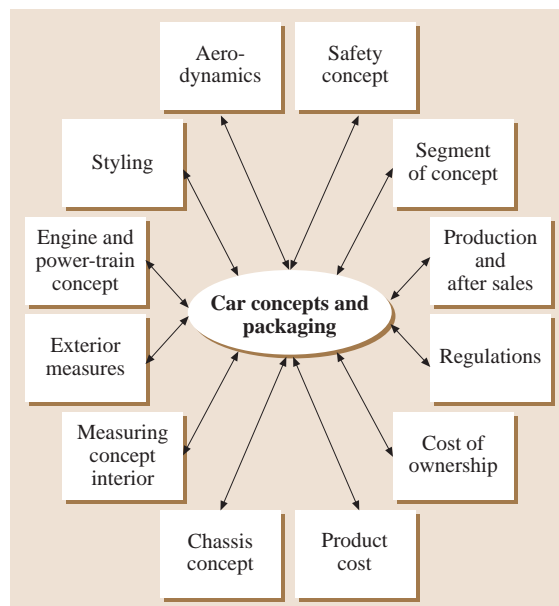 Aero-
dynamics
Safety
concept
Styling
Segment
of concept
Engine and
power-train
concept
Production
and
after sales
Car concepts and
packaging
Exterior
measures
Regulations
Measuring
concept
interior
Cost of
ownership
Chassis
concept
Product
cost